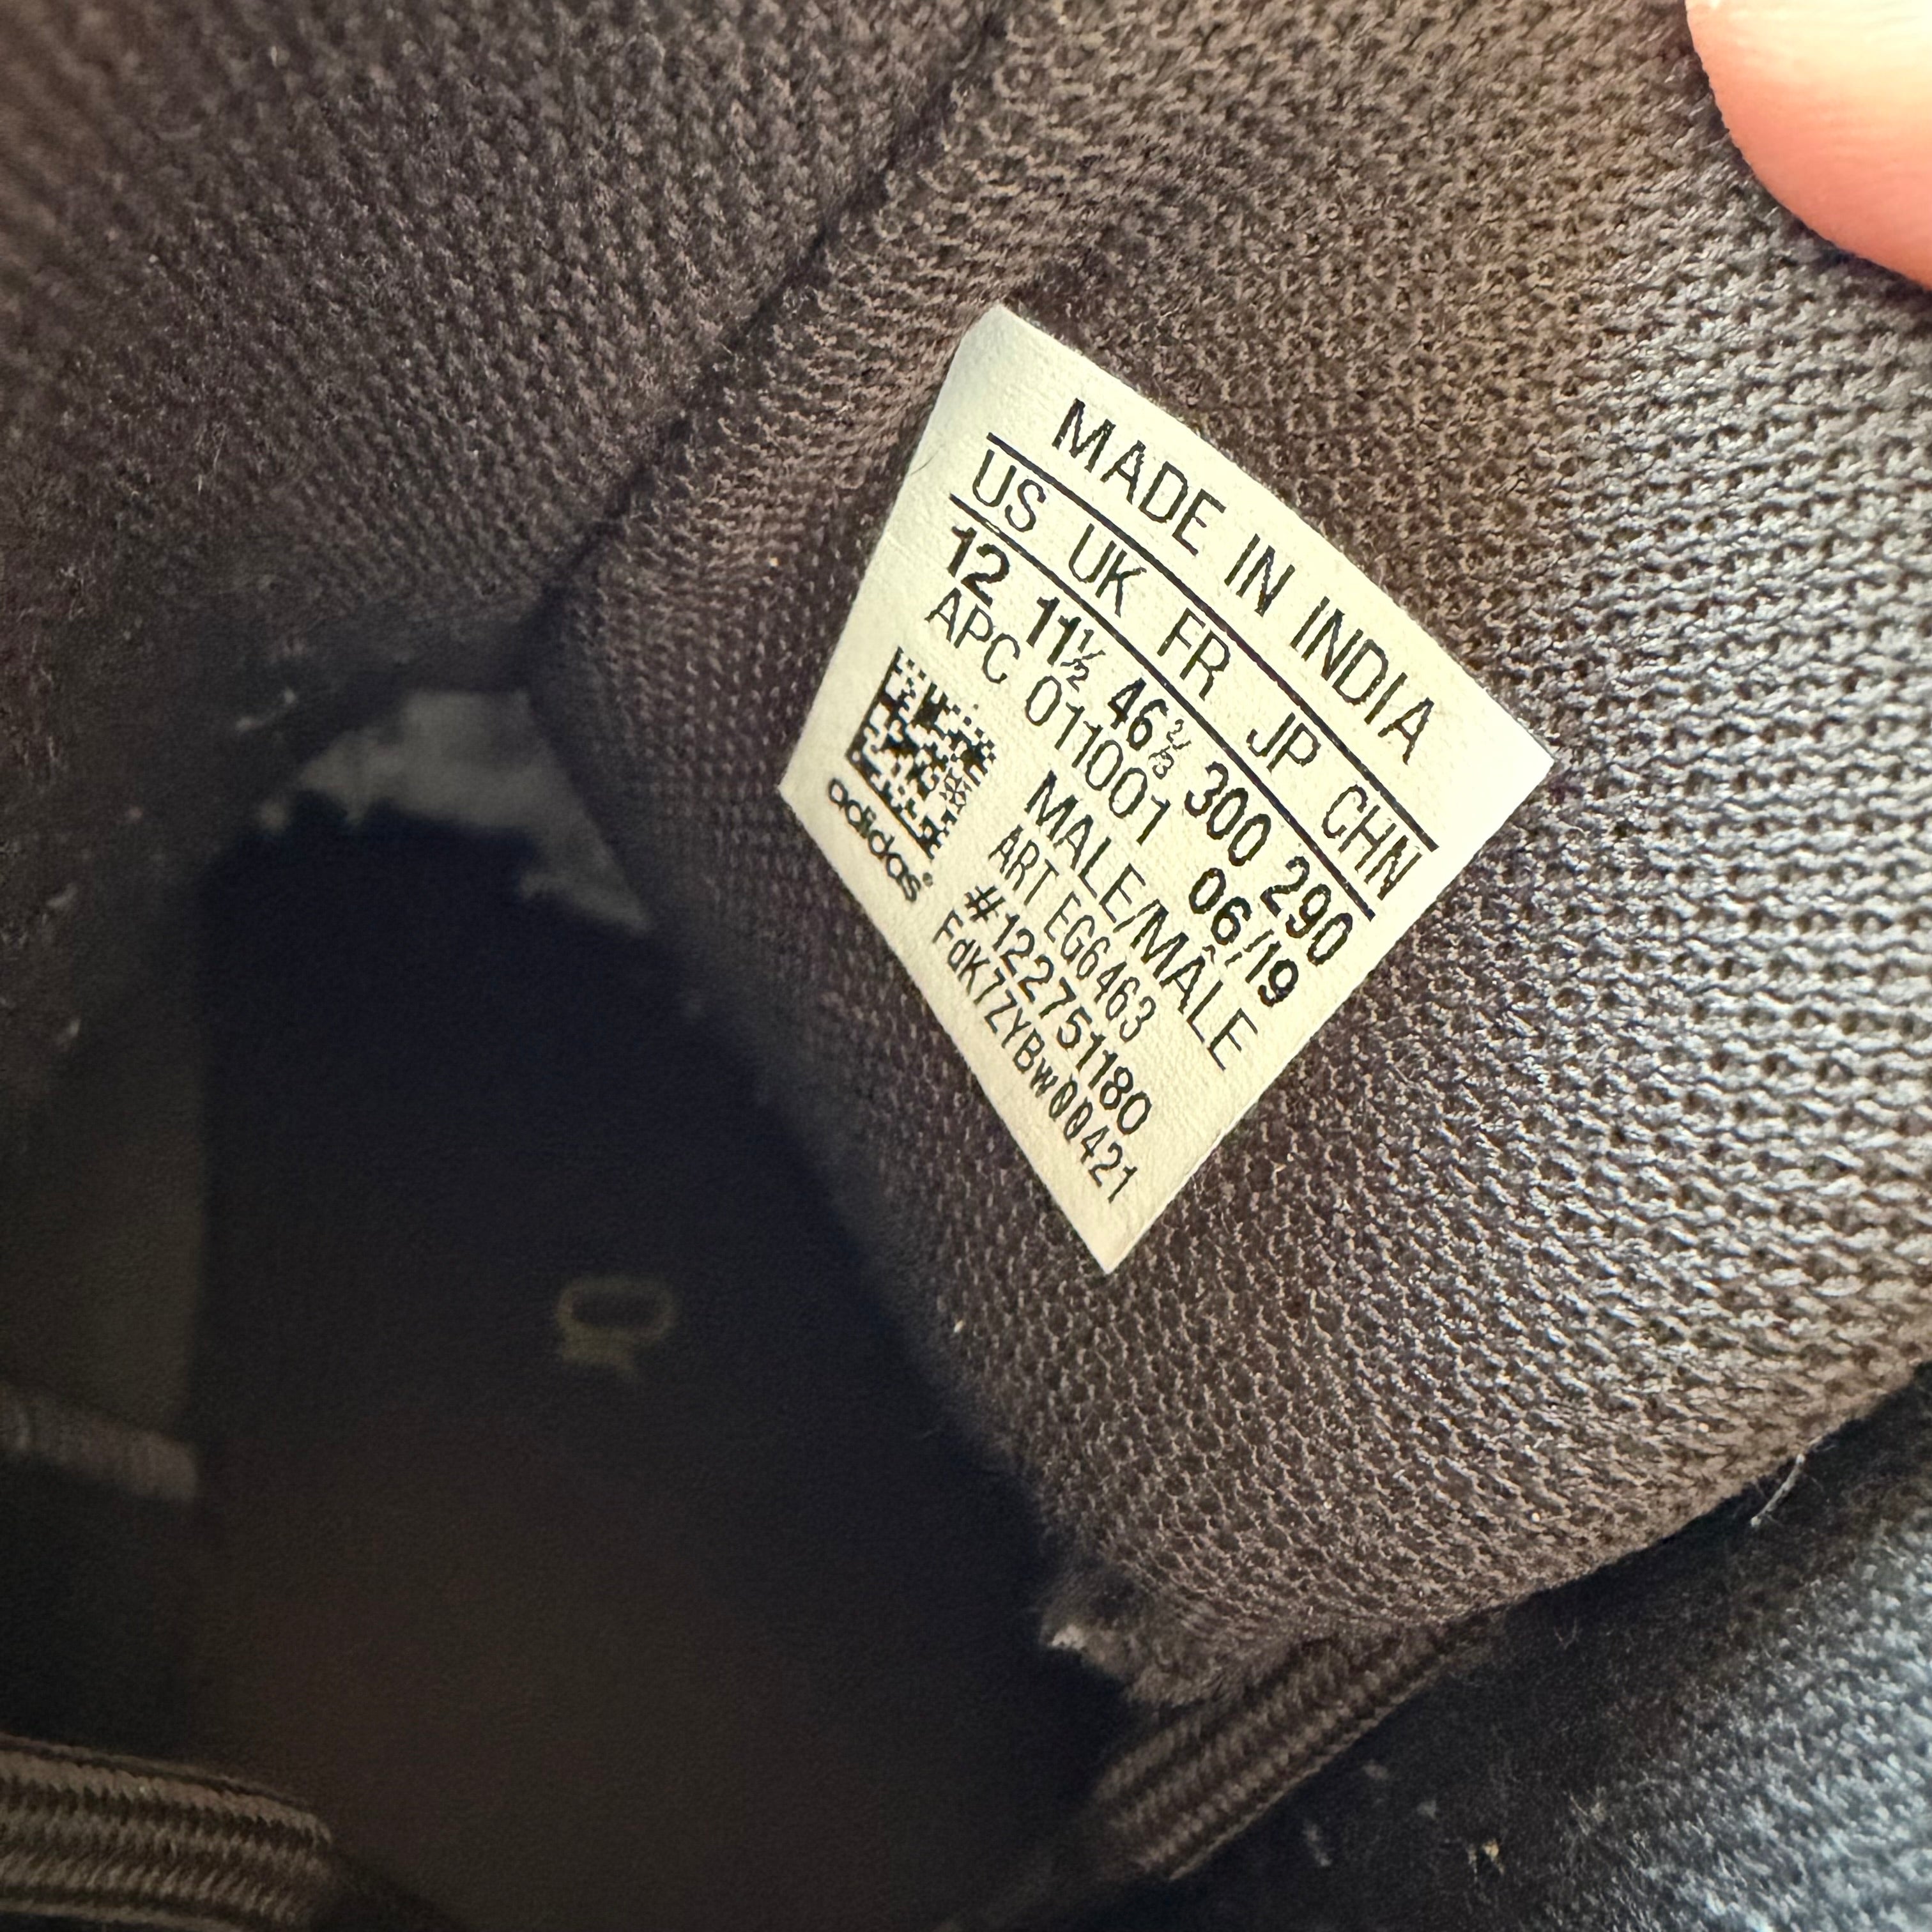 MADE IN INDIA
US UK FR JP CHN
12 11½ 46⅔ 300 290
APC 011001 06/19
MALE/MÂLE
ART EG6463
#122751180
FdK7ZYBw00421
adidas®